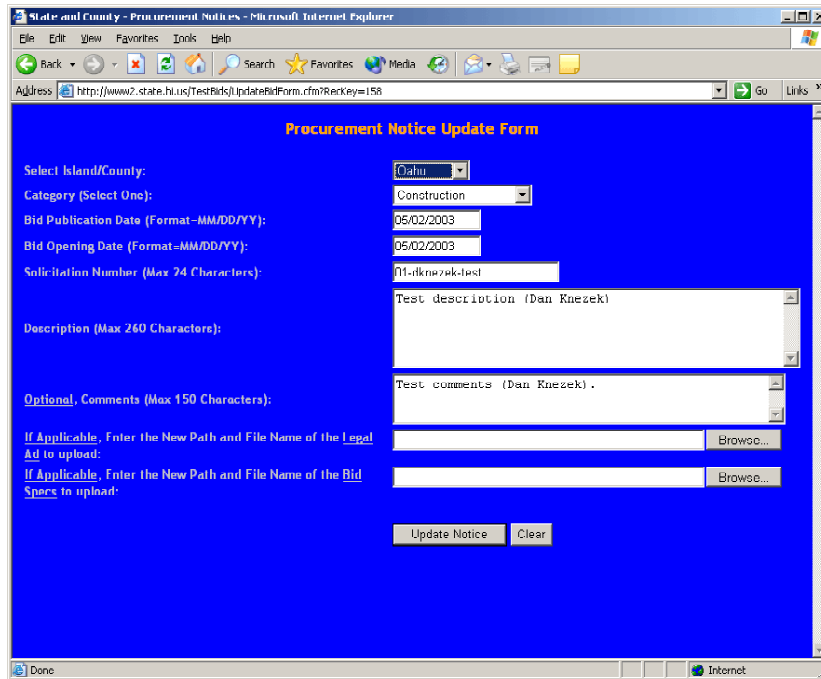 State and County - Procurement Notices - Microsoft Internet Explorer
File Edit View Favorites Tools Help
Back Search Favorites Media
Address http://www2.state.hi.us/TestBids/UpdateBidForm.cfm?RecKey=158 Go Links »
Procurement Notice Update Form
Select Island/County: Oahu
Category (Select One): Construction
Bid Publication Date (Format=MM/DD/YY): 05/02/2003
Bid Opening Date (Format=MM/DD/YY): 05/02/2003
Solicitation Number (Max 24 Characters): 01-dknezek-test
Description (Max 260 Characters): Test description (Dan Knezek)
Optional, Comments (Max 150 Characters): Test comments (Dan Knezek).
If Applicable, Enter the New Path and File Name of the Legal
Ad to upload: Browse...
If Applicable, Enter the New Path and File Name of the Bid
Specs to upload: Browse...
Update Notice Clear
Done Internet